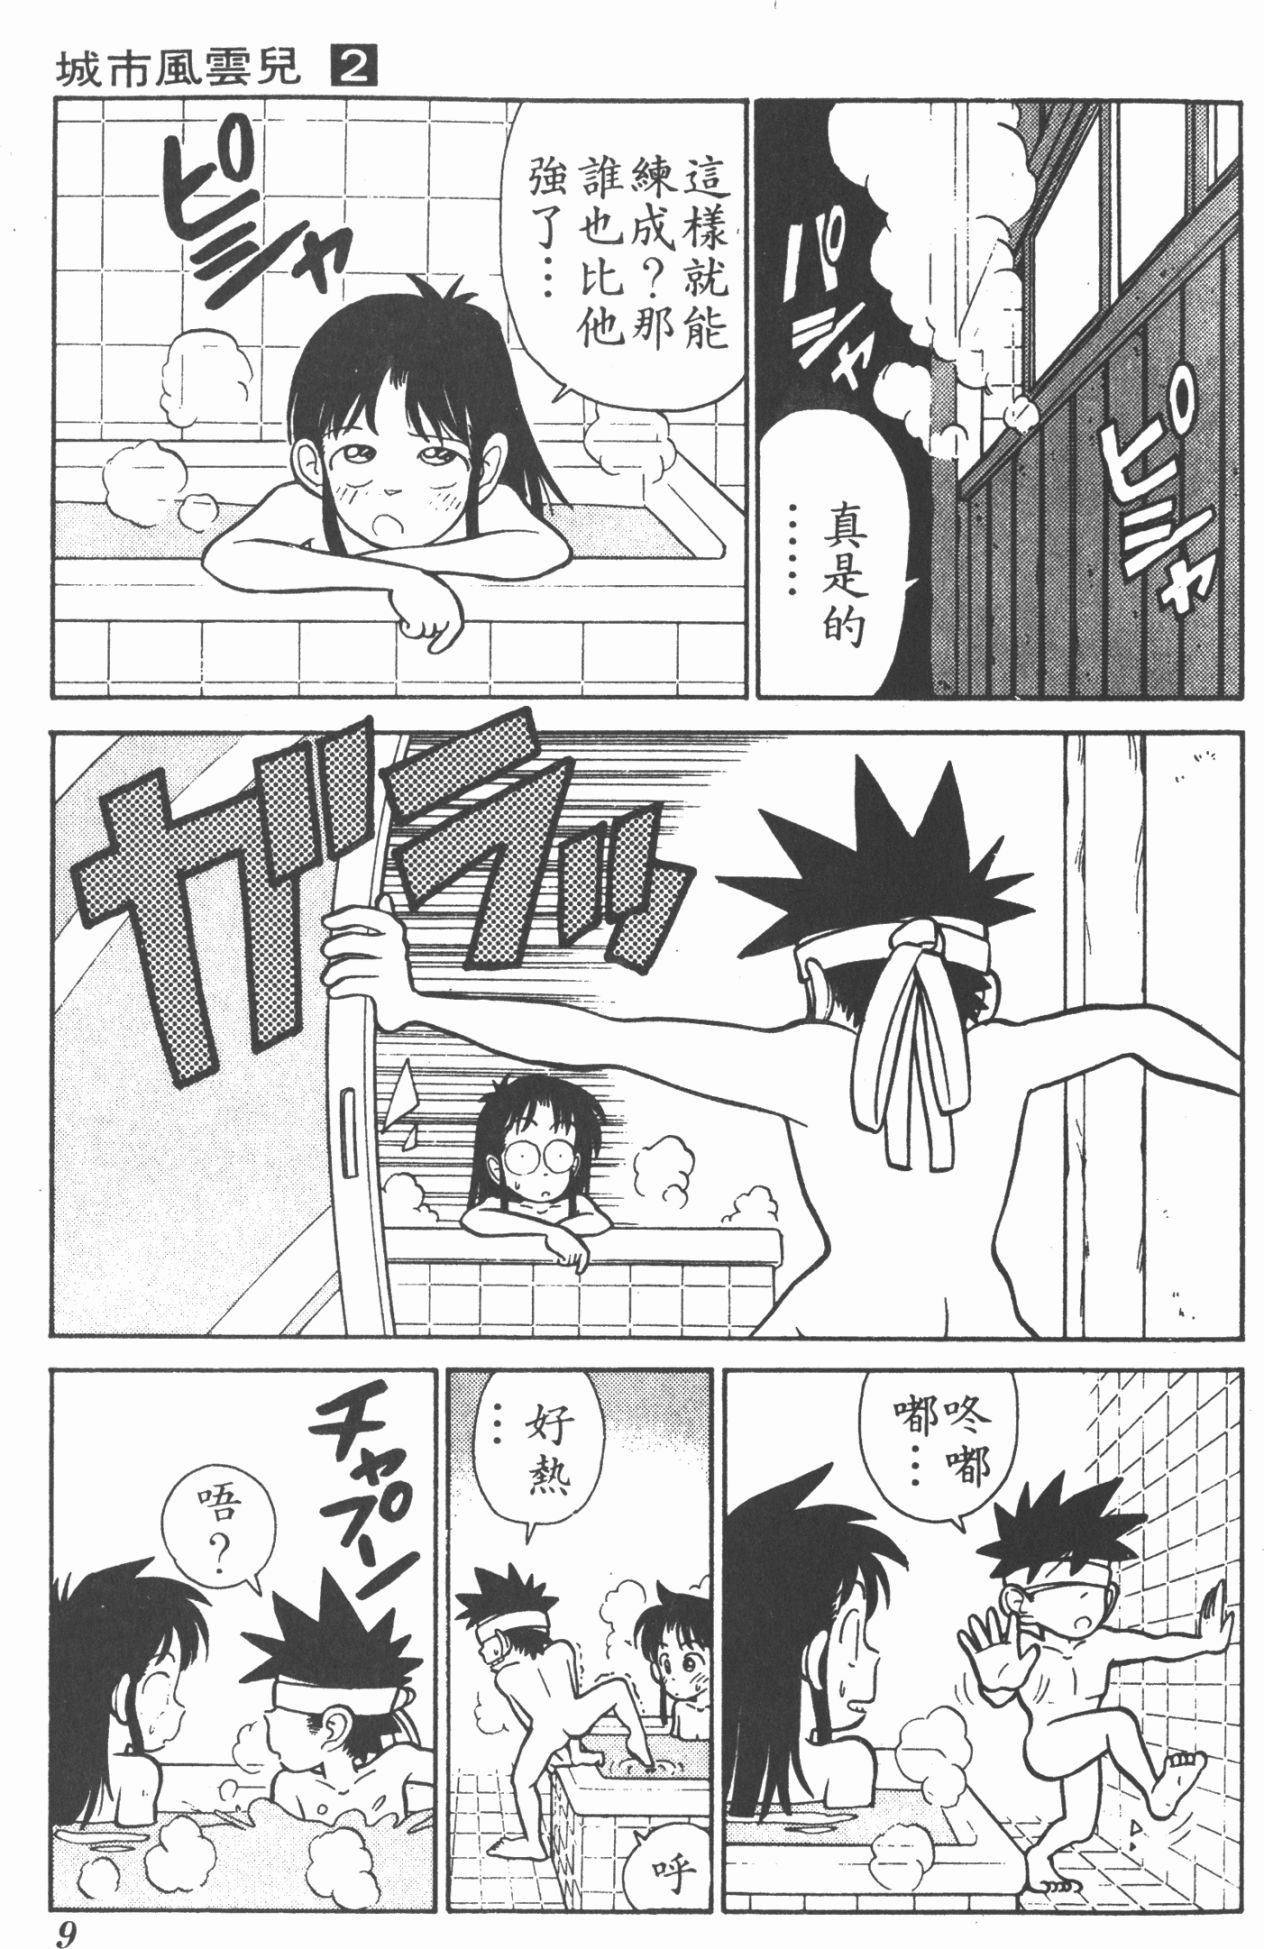 城市風雲兒 2
ピシャ
ピシャ
真是的
………
這樣就能
練成？那
誰也比他
強了…
ピシャ
ガラッ
咚嘟
嘟…
好熱
…
呼
チャプーン
唔？
9